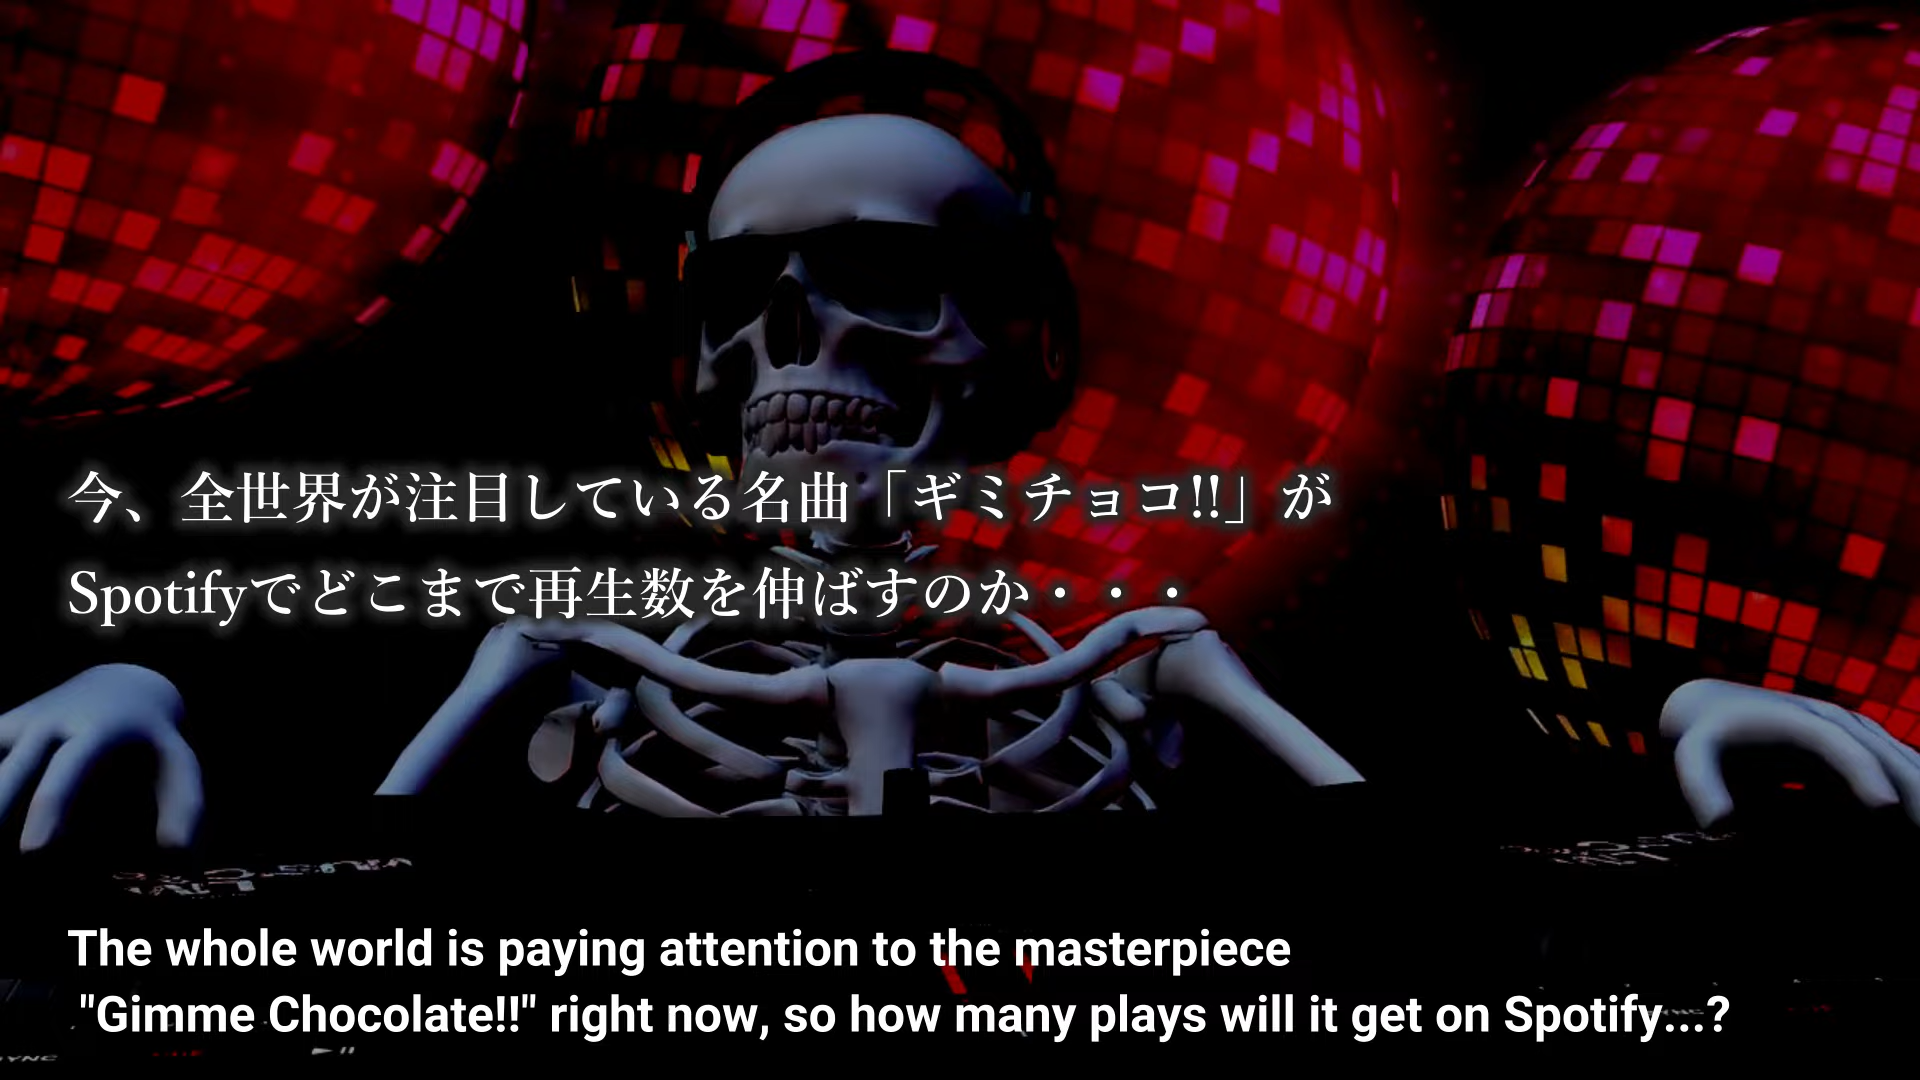 今、全世界が注目している名曲「ギミチョコ!!」が
Spotifyでどこまで再生数を伸ばすのか・・・
The whole world is paying attention to the masterpiece
"Gimme Chocolate!!" right now, so how many plays will it get on Spotify...?